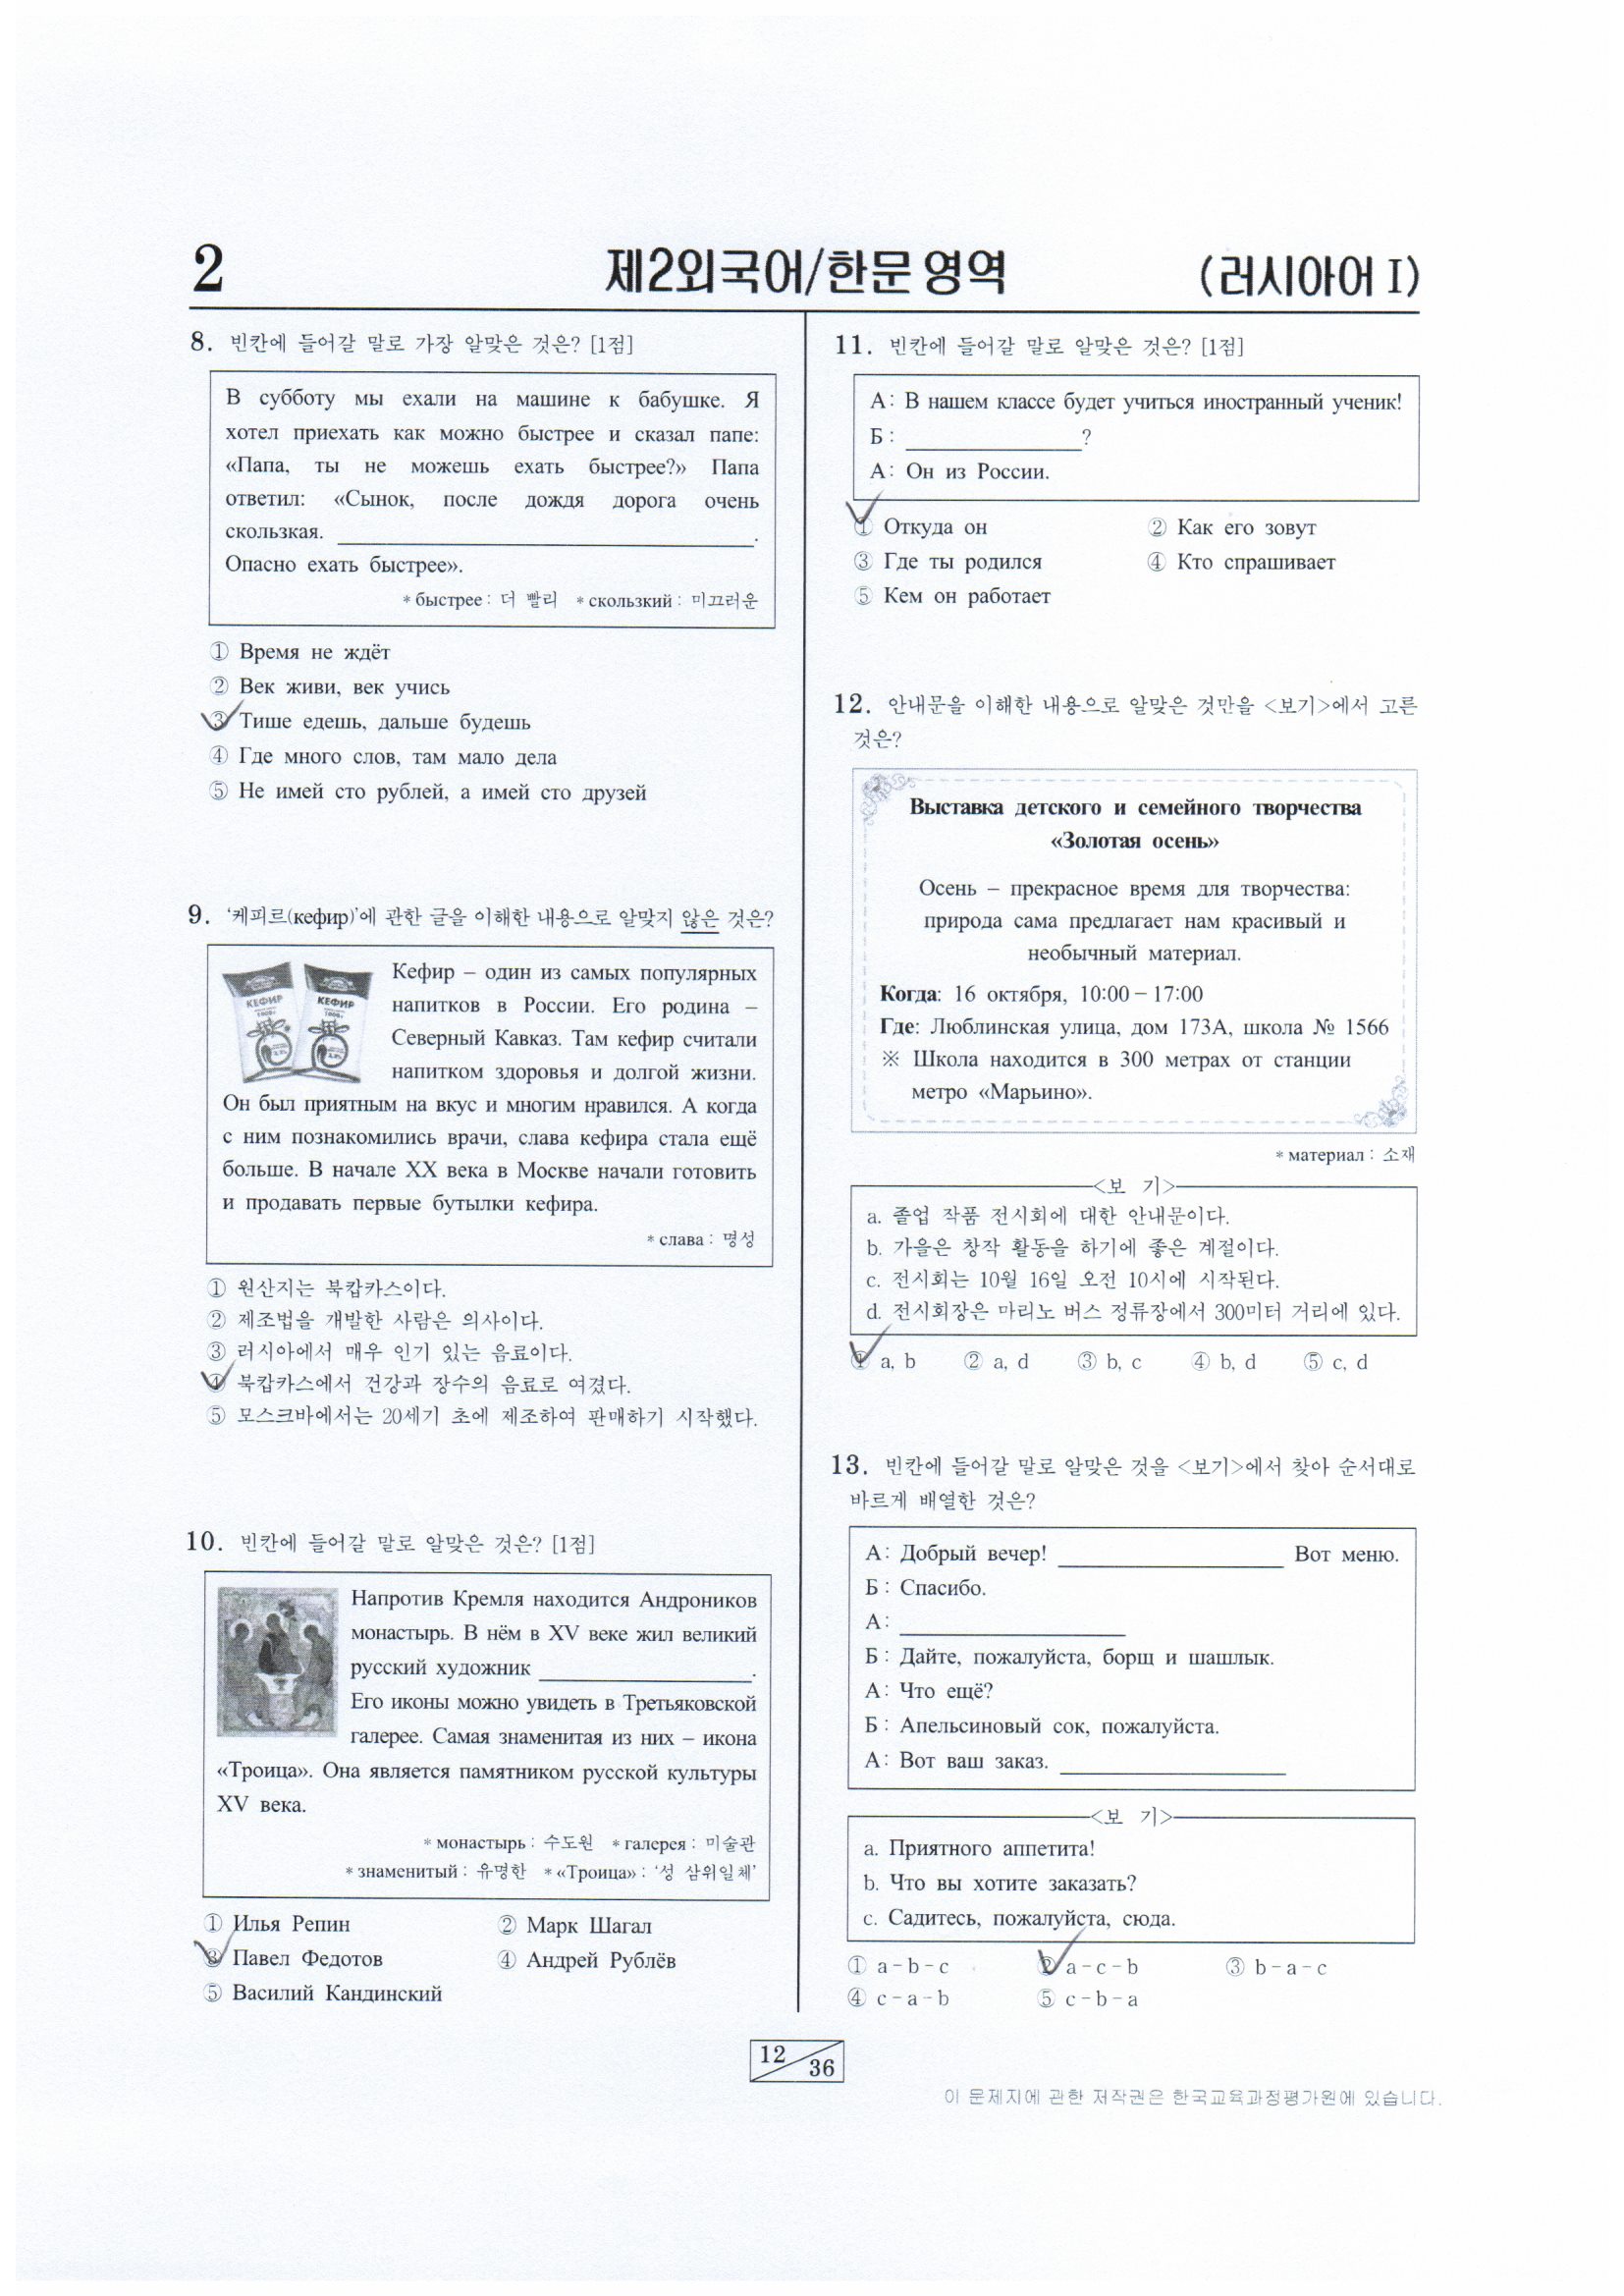 2
제2외국어/한문 영역
(러시아어 I)
8. 빈칸에 들어갈 말로 가장 알맞은 것은? [1점]
В субботу мы ехали на машине к бабушке. Я
хотел приехать как можно быстрее и сказал папе:
«Папа, ты не можешь ехать быстрее?» Папа
ответил: «Сынок, после дождя дорога очень
скользкая. ____________________.
Опасно ехать быстрее».
* быстрее : 더 빨리 * скользкий : 미끄러운
① Время не ждёт
② Век живи, век учись
③ Тише едешь, дальше будешь
④ Где много слов, там мало дела
⑤ Не имей сто рублей, а имей сто друзей
9. ‘케피르(кефир)’에 관한 글을 이해한 내용으로 알맞지 않은 것은?
КЕФИР
КЕФИР
Кефир – один из самых популярных
напитков в России. Его родина –
Северный Кавказ. Там кефир считали
напитком здоровья и долгой жизни.
Он был приятным на вкус и многим нравился. А когда
с ним познакомились врачи, слава кефира стала ещё
больше. В начале XX века в Москве начали готовить
и продавать первые бутылки кефира.
* слава : 명성
① 원산지는 북캅카스이다.
② 제조법을 개발한 사람은 의사이다.
③ 러시아에서 매우 인기 있는 음료이다.
④ 북캅카스에서 건강과 장수의 음료로 여겼다.
⑤ 모스크바에서는 20세기 초에 제조하여 판매하기 시작했다.
10. 빈칸에 들어갈 말로 알맞은 것은? [1점]
Напротив Кремля находится Андроников
монастырь. В нём в XV веке жил великий
русский художник ____________________.
Его иконы можно увидеть в Третьяковской
галерее. Самая знаменитая из них – икона
«Троица». Она является памятником русской культуры
XV века.
* монастырь : 수도원 * галерея : 미술관
* знаменитый : 유명한 * «Троица» : ‘성 삼위일체’
① Илья Репин ② Марк Шагал
③ Павел Федотов ④ Андрей Рублёв
⑤ Василий Кандинский
11. 빈칸에 들어갈 말로 알맞은 것은? [1점]
А: В нашем классе будет учиться иностранный ученик!
Б: ____________________?
А: Он из России.
① Откуда он ② Как его зовут
③ Где ты родился ④ Кто спрашивает
⑤ Кем он работает
12. 안내문을 이해한 내용으로 알맞은 것만을 <보기>에서 고른
것은?
Выставка детского и семейного творчества
«Золотая осень»
Осень – прекрасное время для творчества:
природа сама предлагает нам красивый и
необычный материал.
Когда: 16 октября, 10:00 – 17:00
Где: Люблинская улица, дом 173А, школа № 1566
※ Школа находится в 300 метрах от станции
метро «Марьино».
* материал : 소재
<보 기>
a. 졸업 작품 전시회에 대한 안내문이다.
b. 가을은 창작 활동을 하기에 좋은 계절이다.
c. 전시회는 10월 16일 오전 10시에 시작된다.
d. 전시회장은 마리노 버스 정류장에서 300미터 거리에 있다.
① a, b ② a, d ③ b, c ④ b, d ⑤ c, d
13. 빈칸에 들어갈 말로 알맞은 것을 <보기>에서 찾아 순서대로
바르게 배열한 것은?
А: Добрый вечер! ____________________ Вот меню.
Б: Спасибо.
А: ____________________
Б: Дайте, пожалуйста, борщ и шашлык.
А: Что ещё?
Б: Апельсиновый сок, пожалуйста.
А: Вот ваш заказ. ____________________
<보 기>
a. Приятного аппетита!
b. Что вы хотите заказать?
c. Садитесь, пожалуйста, сюда.
① a - b - c ② a - c - b ③ b - a - c
④ c - a - b ⑤ c - b - a
12 / 36
이 문제지에 관한 저작권은 한국교육과정평가원에 있습니다.